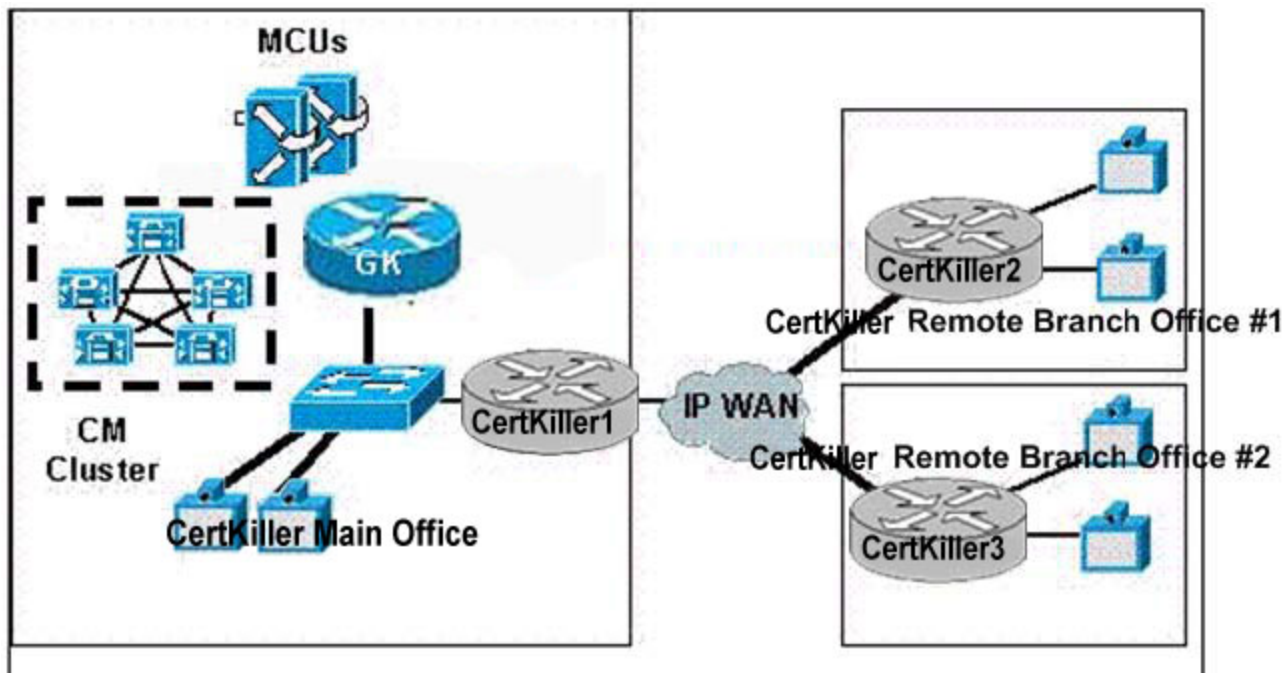 MCUs
GK
CM
Cluster
CertKiller1
CertKiller Main Office
IP WAN
CertKiller2
CertKiller Remote Branch Office #1
CertKiller Remote Branch Office #2
CertKiller3